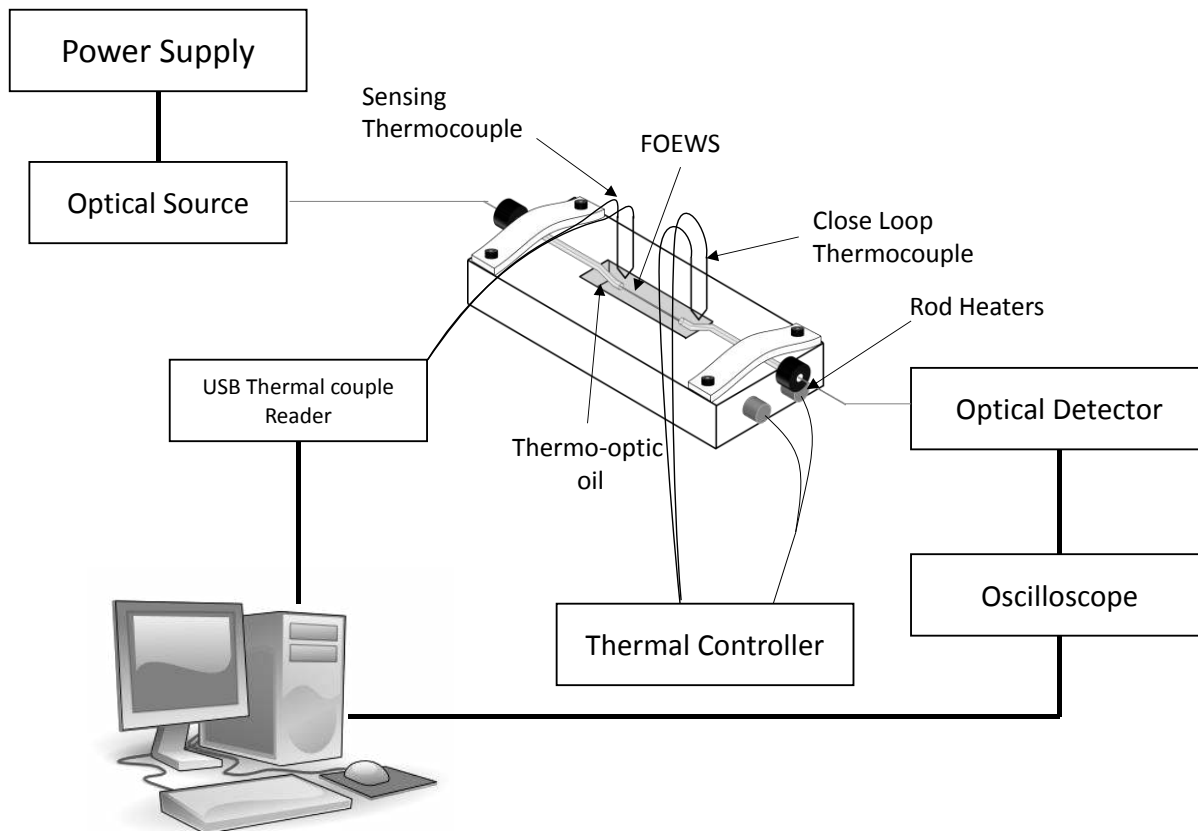 Power Supply
Sensing
Thermocouple
FOEWS
Optical Source
Close Loop
Thermocouple
Rod Heaters
USB Thermal couple
Reader
Optical Detector
Thermo-optic
oil
Oscilloscope
Thermal Controller